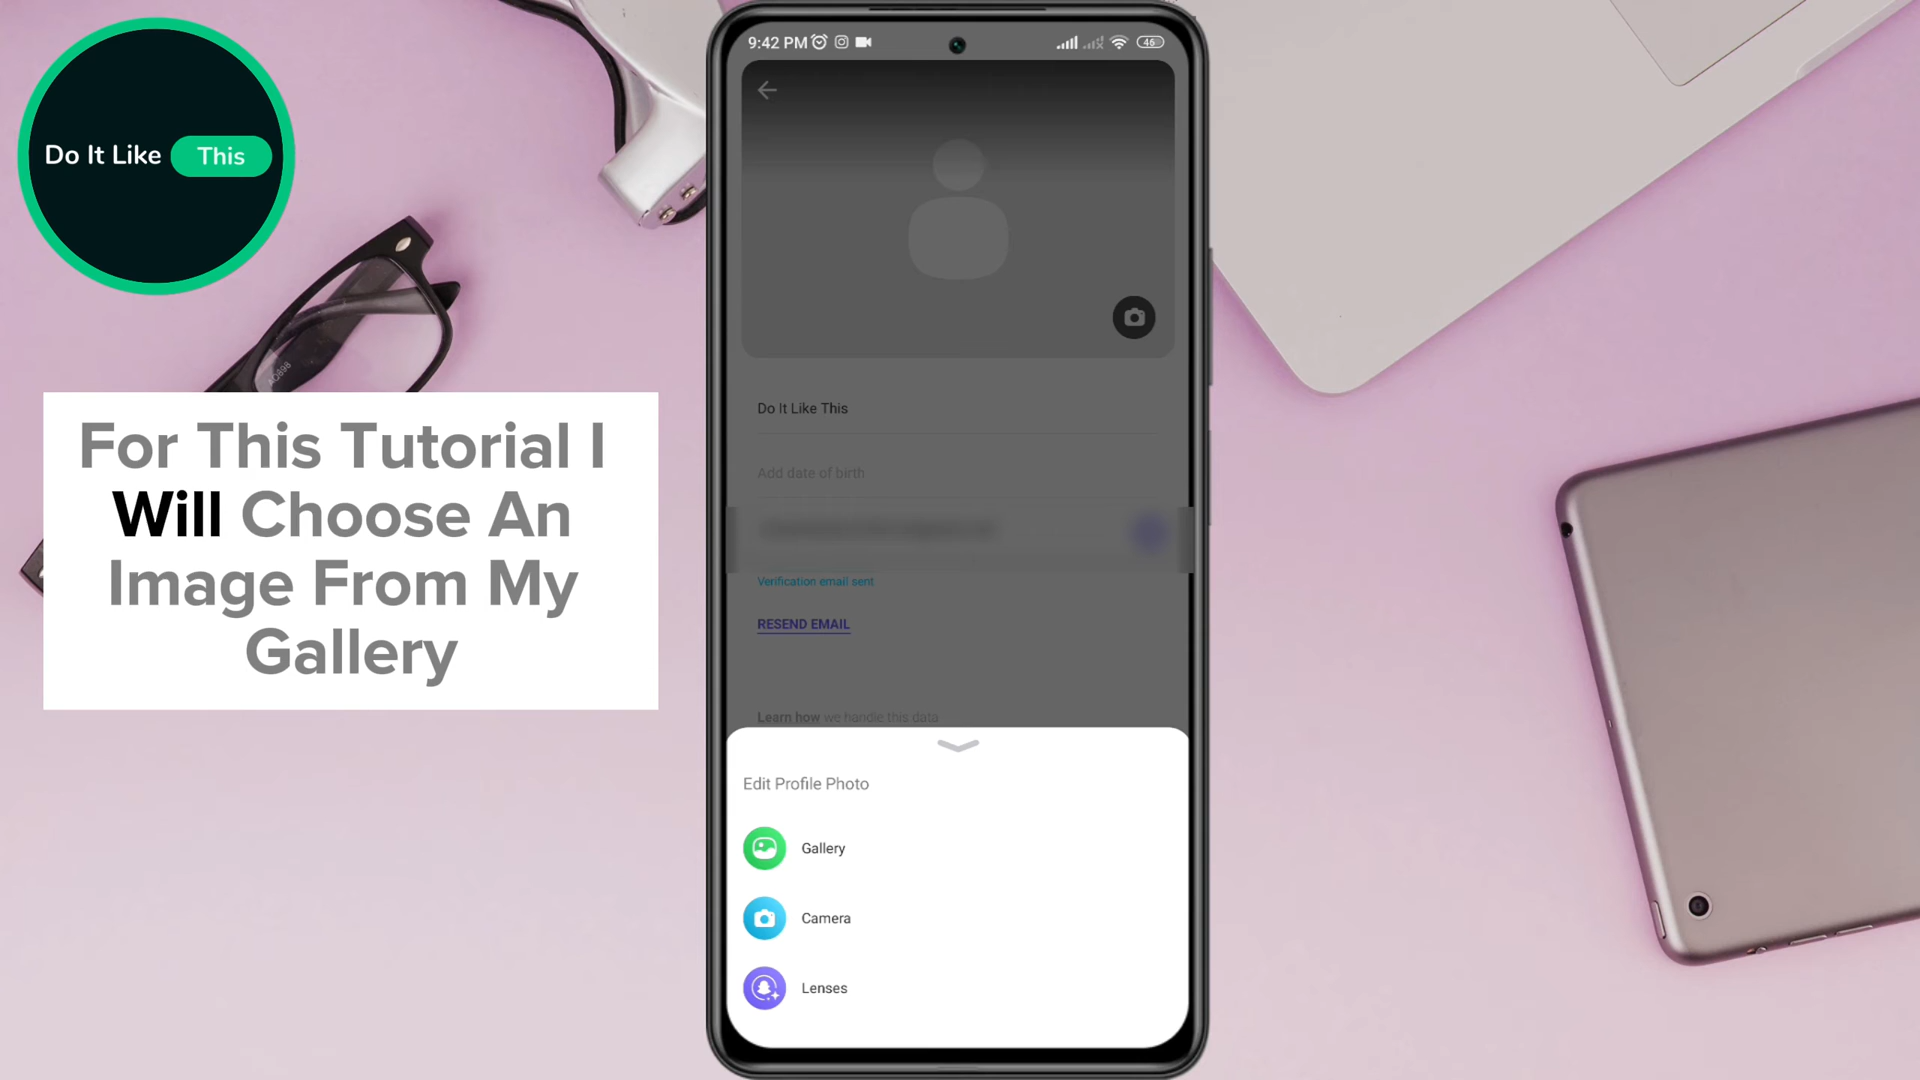 Do It Like This
For This Tutorial I
Will Choose An
Image From My
Gallery
9:42 PM
46
Do It Like This
Add date of birth
Verification email sent
RESEND EMAIL
Learn how we handle this data
Edit Profile Photo
Gallery
Camera
Lenses